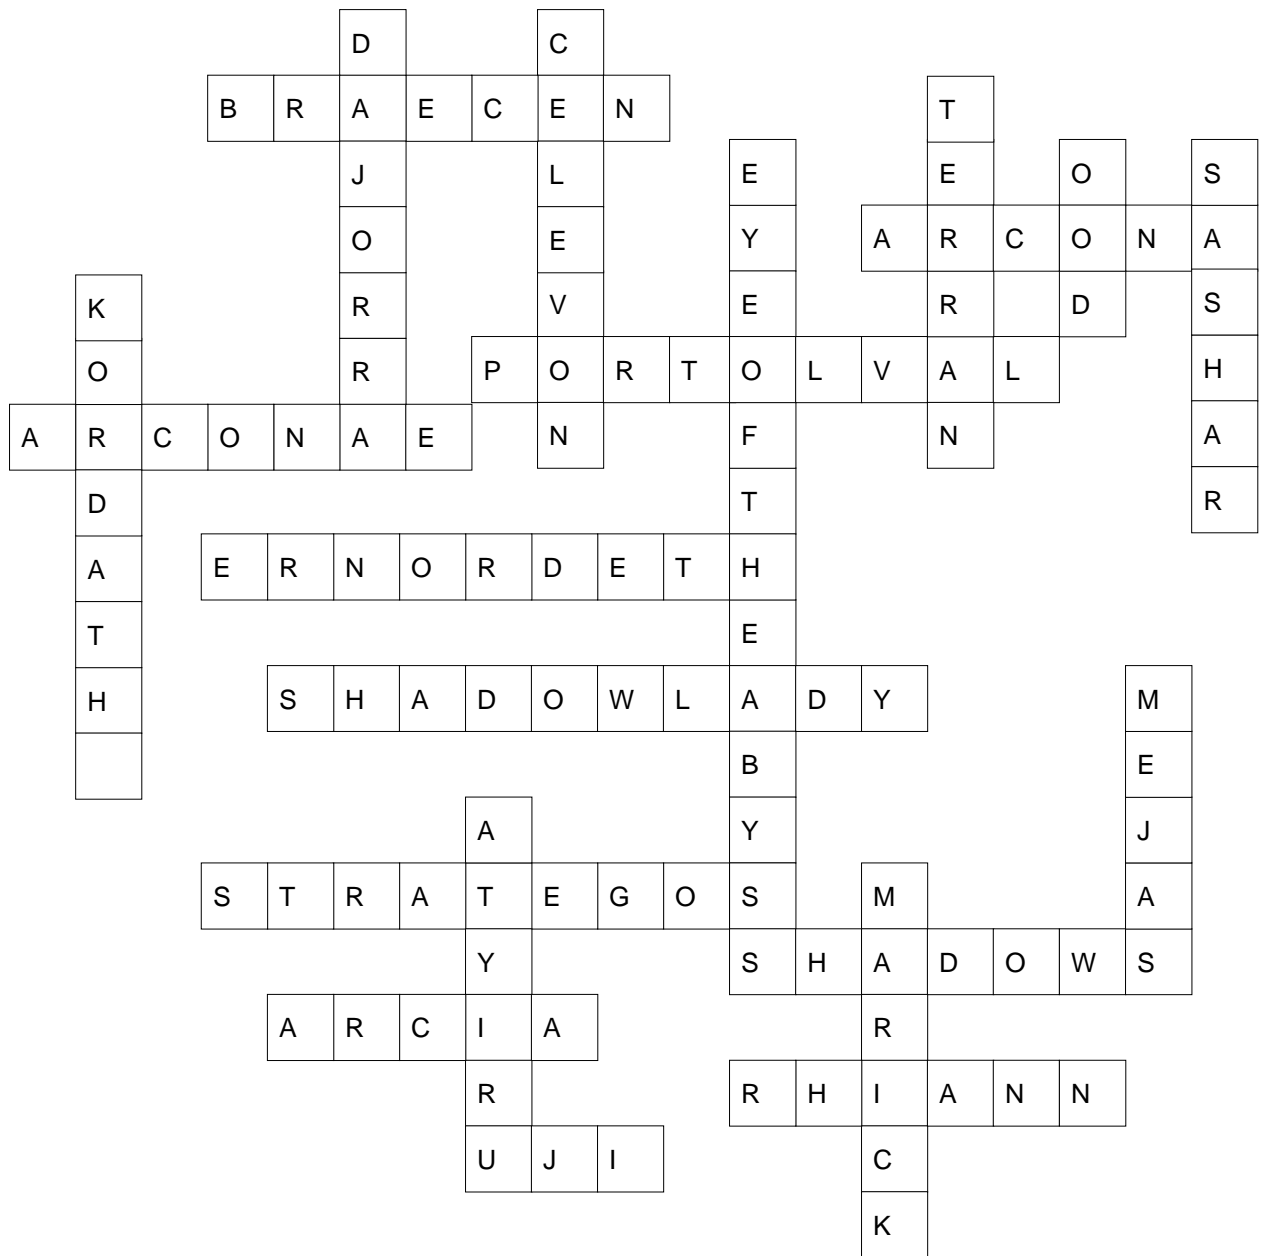 D C
B R A E C E N T
J L E E O S
O E Y A R C O N A
K R V E R D S
O R P O R T O L V A L H
A R C O N A E N F N A
D T R
A E R N O R D E T H
T E
H S H A D O W L A D Y M
B E
A Y J
S T R A T E G O S M A
Y S H A D O W S
A R C I A R
R R H I A N N
U J I C
K